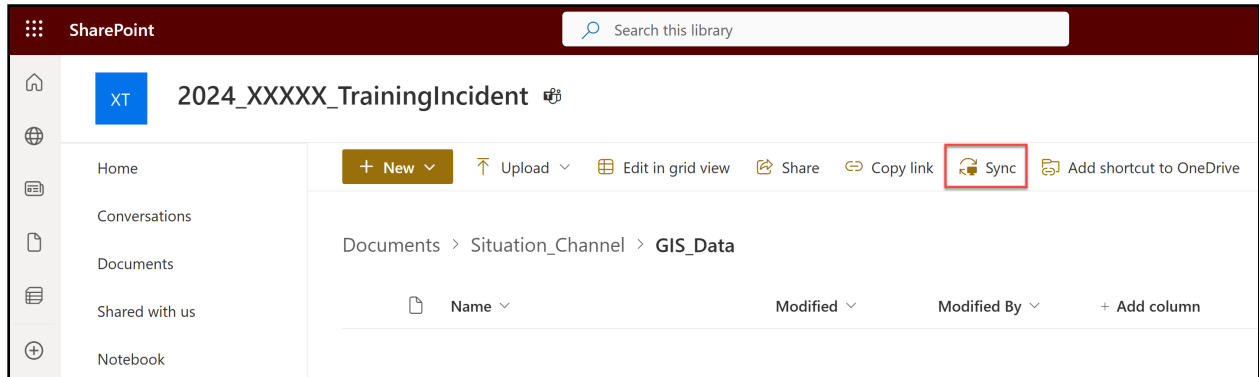 SharePoint
Search this library
XT
2024_XXXXX_TrainingIncident
Home
Conversations
Documents
Shared with us
Notebook
+ New
Upload
Edit in grid view
Share
Copy link
Sync
Add shortcut to OneDrive
Documents > Situation_Channel > GIS_Data
Name
Modified
Modified By
+ Add column